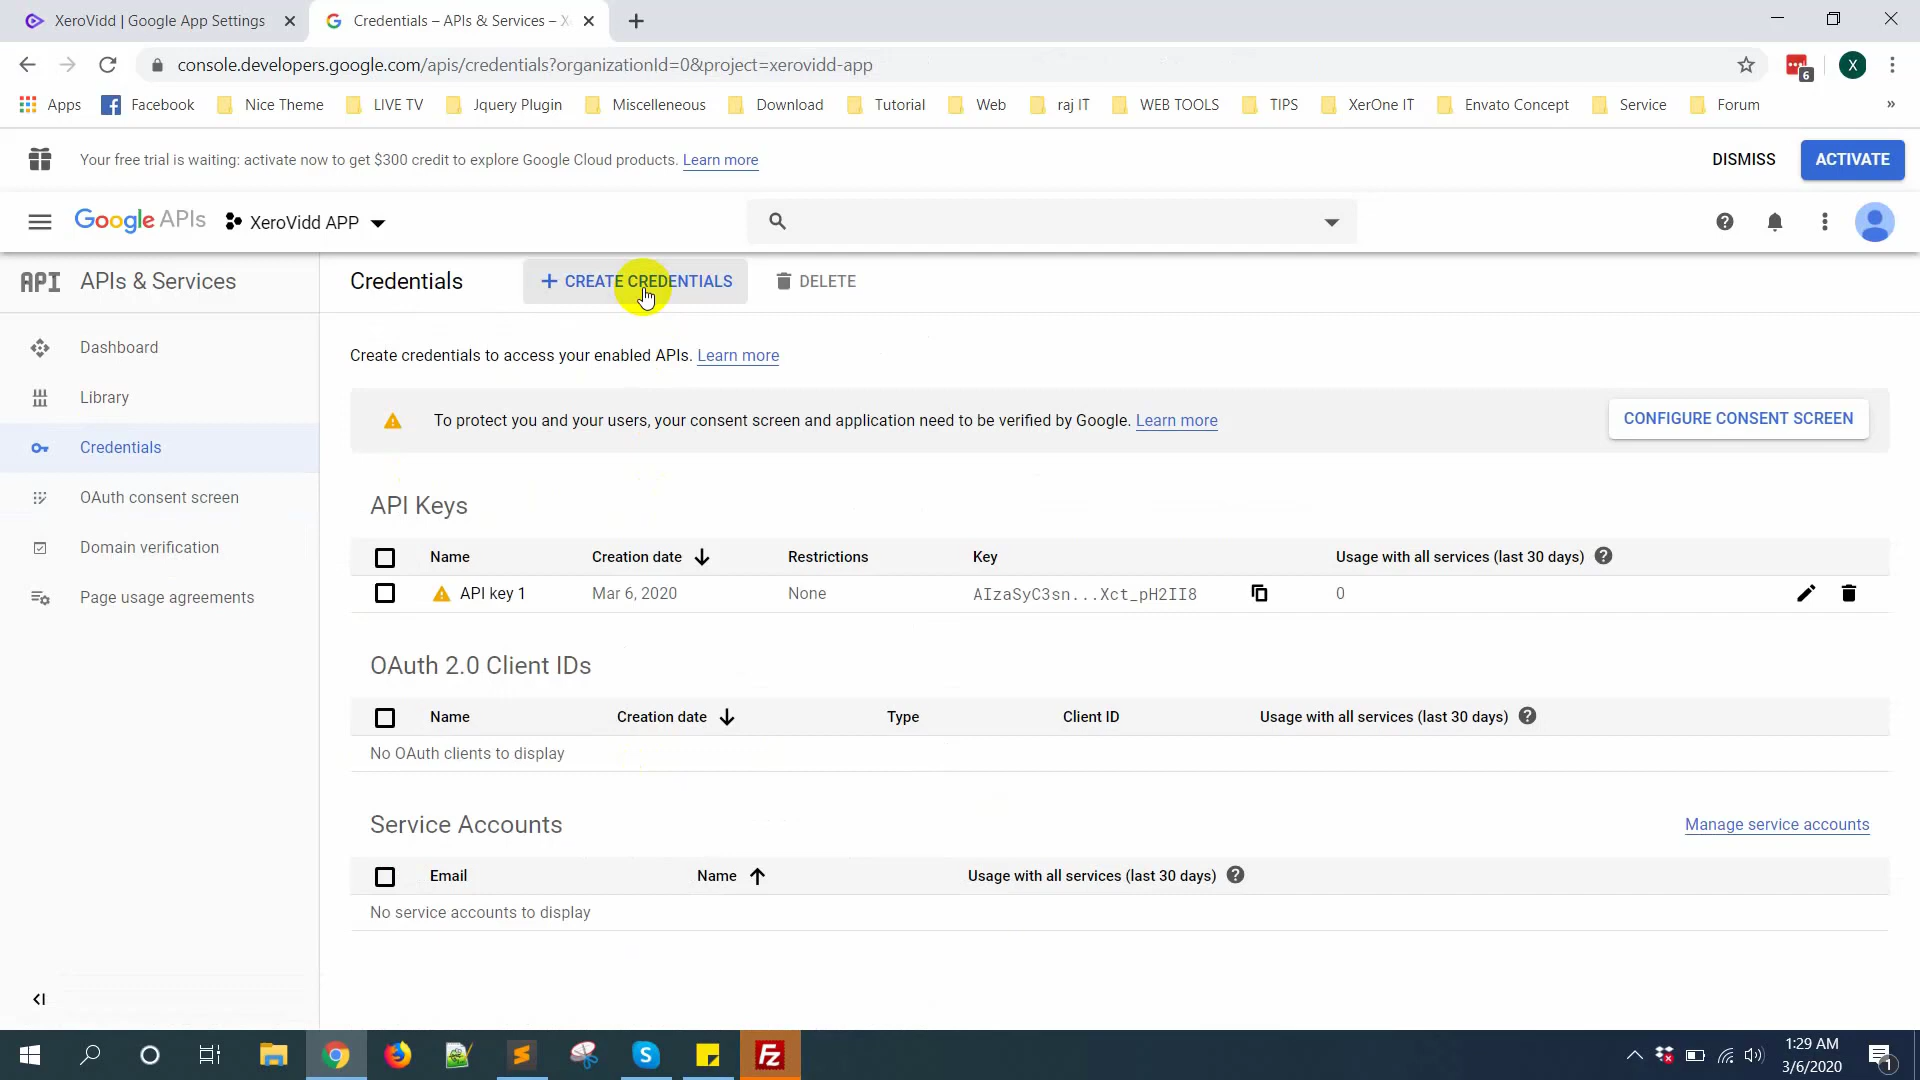 XeroVidd | Google App Settings
Credentials – APIs & Services – X
console.developers.google.com/apis/credentials?organizationId=0&project=xerovidd-app
6
X
Apps
Facebook
Nice Theme
LIVE TV
Jquery Plugin
Miscelleneous
Download
Tutorial
Web
raj IT
WEB TOOLS
TIPS
XerOne IT
Envato Concept
Service
Forum
»
Your free trial is waiting: activate now to get $300 credit to explore Google Cloud products. Learn more
DISMISS
ACTIVATE
Google APIs
XeroVidd APP
API
APIs & Services
Credentials
CREATE CREDENTIALS
DELETE
Dashboard
Library
Credentials
OAuth consent screen
Domain verification
Page usage agreements
Create credentials to access your enabled APIs. Learn more
To protect you and your users, your consent screen and application need to be verified by Google. Learn more
CONFIGURE CONSENT SCREEN
API Keys
Name Creation date Restrictions Key Usage with all services (last 30 days)
API key 1 Mar 6, 2020 None AIzaSyC3sn...Xct_pH2II8 0
OAuth 2.0 Client IDs
Name Creation date Type Client ID Usage with all services (last 30 days)
No OAuth clients to display
Service Accounts
Manage service accounts
Email Name Usage with all services (last 30 days)
No service accounts to display
1:29 AM
3/6/2020
1